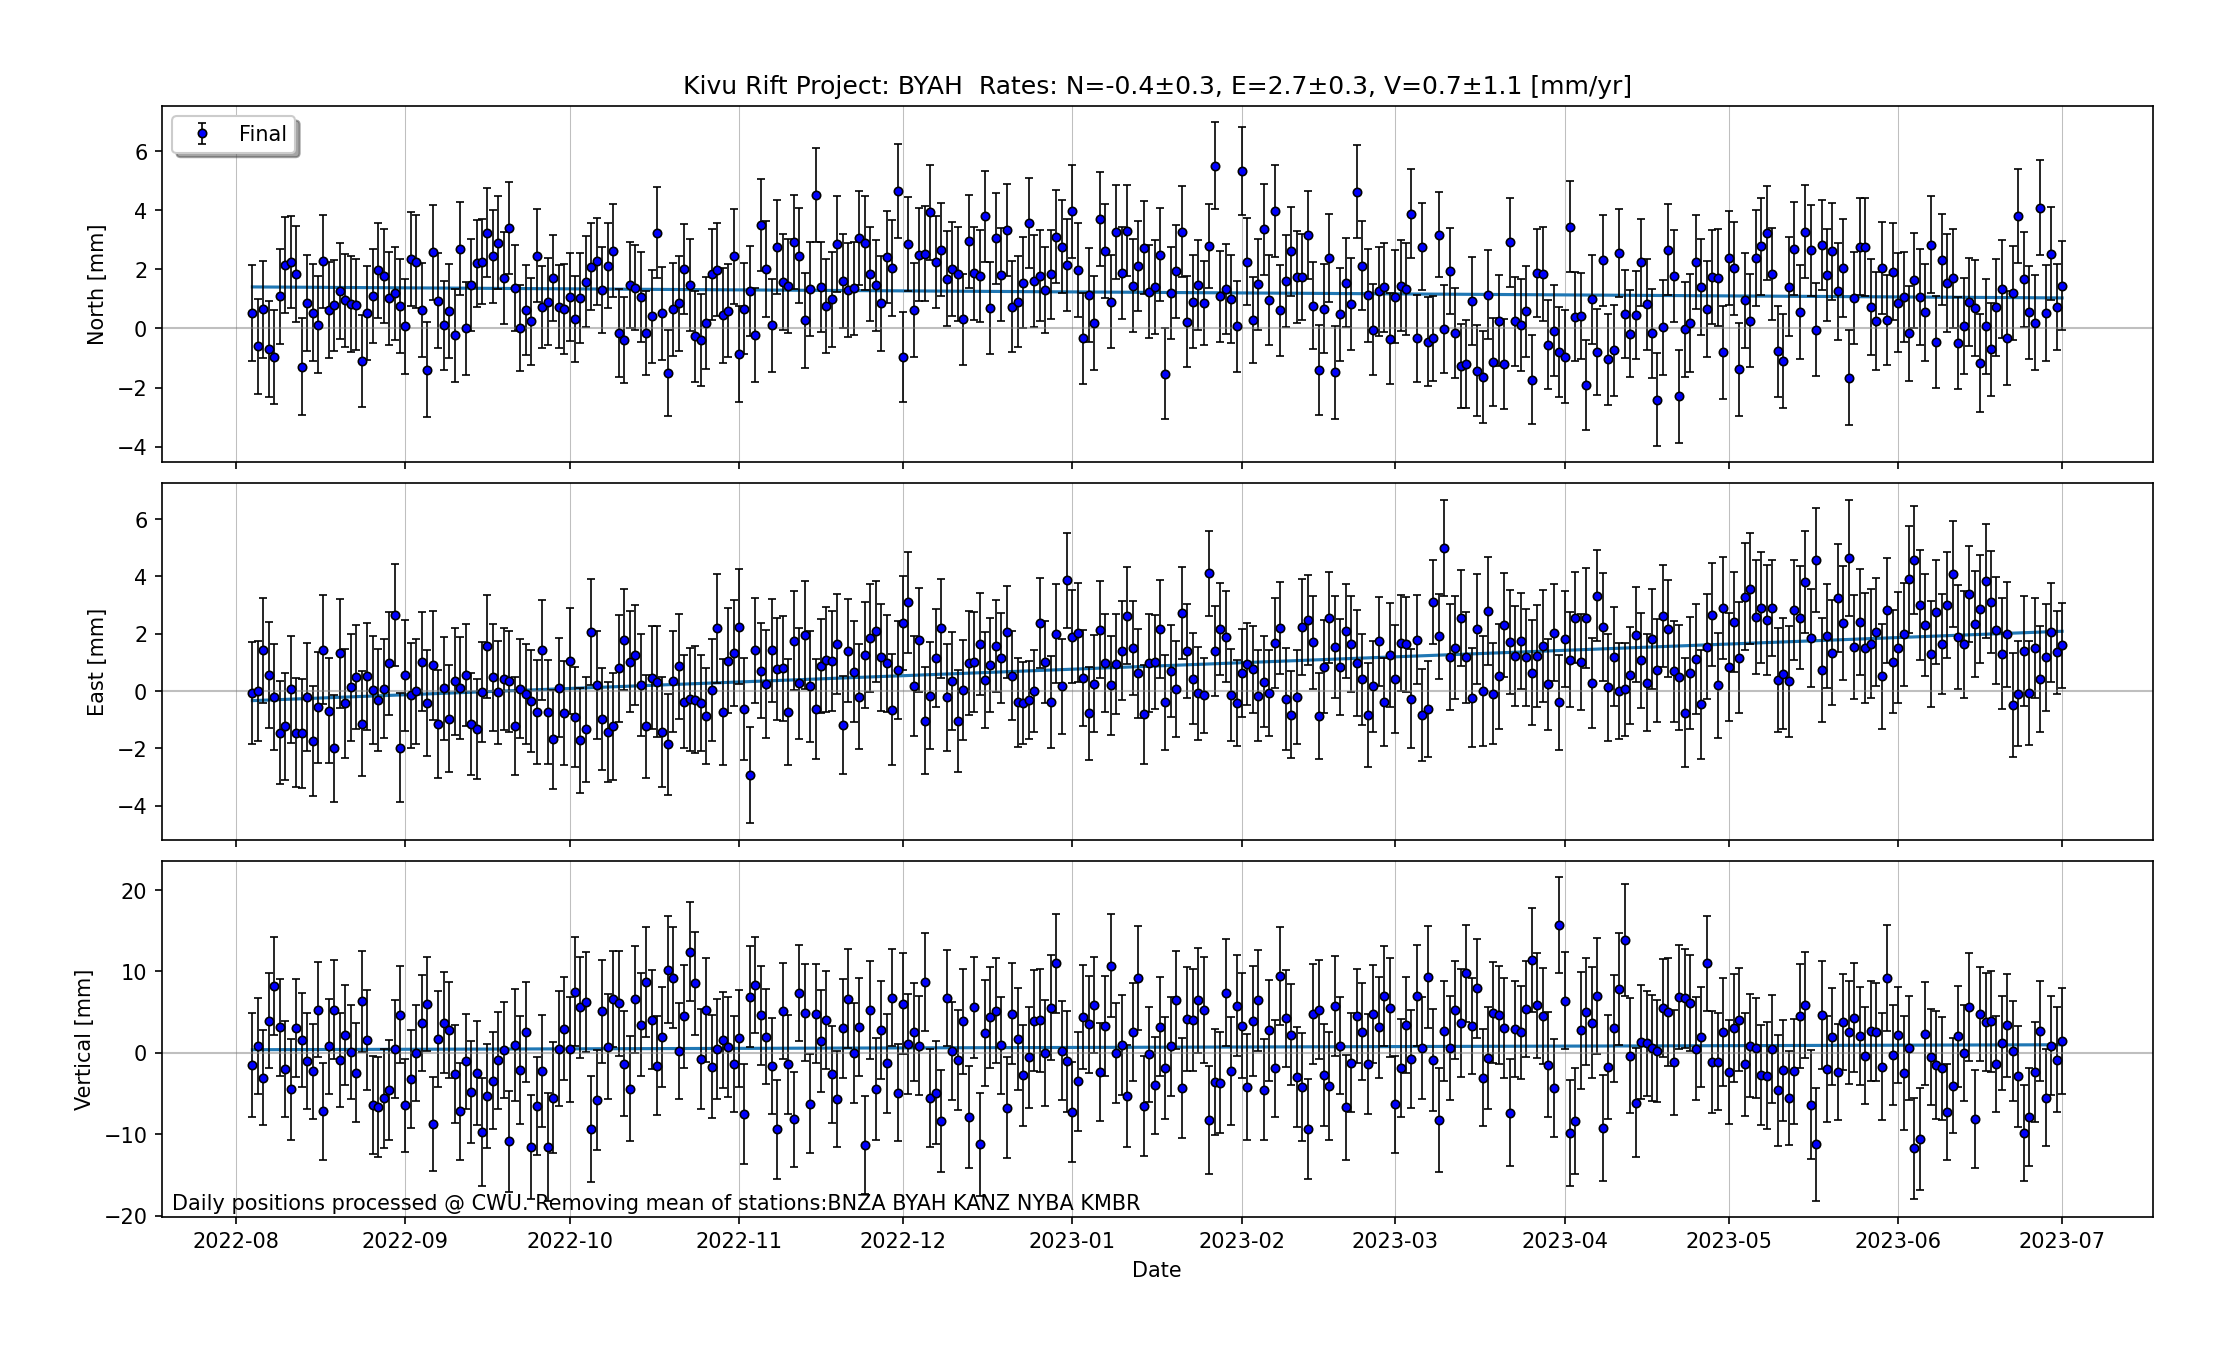 Kivu Rift Project: BYAH  Rates: N=-0.4±0.3, E=2.7±0.3, V=0.7±1.1 [mm/yr]
Final
North [mm]
6
4
2
0
−2
−4
East [mm]
6
4
2
0
−2
−4
Vertical [mm]
20
10
0
−10
−20
Daily positions processed @ CWU. Removing mean of stations:BNZA BYAH KANZ NYBA KMBR
2022-08 2022-09 2022-10 2022-11 2022-12 2023-01 2023-02 2023-03 2023-04 2023-05 2023-06 2023-07
Date